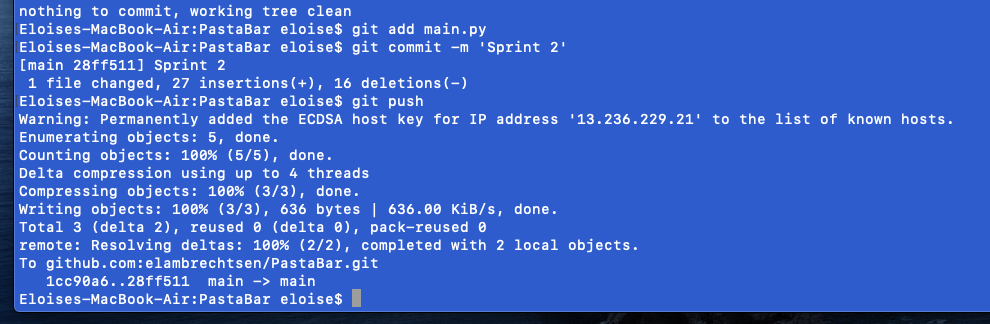 nothing to commit, working tree clean
Eloises-MacBook-Air:PastaBar eloise$ git add main.py
Eloises-MacBook-Air:PastaBar eloise$ git commit -m 'Sprint 2'
[main 28ff511] Sprint 2
 1 file changed, 27 insertions(+), 16 deletions(-)
Eloises-MacBook-Air:PastaBar eloise$ git push
Warning: Permanently added the ECDSA host key for IP address '13.236.229.21' to the list of known hosts.
Enumerating objects: 5, done.
Counting objects: 100% (5/5), done.
Delta compression using up to 4 threads
Compressing objects: 100% (3/3), done.
Writing objects: 100% (3/3), 636 bytes | 636.00 KiB/s, done.
Total 3 (delta 2), reused 0 (delta 0), pack-reused 0
remote: Resolving deltas: 100% (2/2), completed with 2 local objects.
To github.com:elambrechtsen/PastaBar.git
   1cc90a6..28ff511  main -> main
Eloises-MacBook-Air:PastaBar eloise$